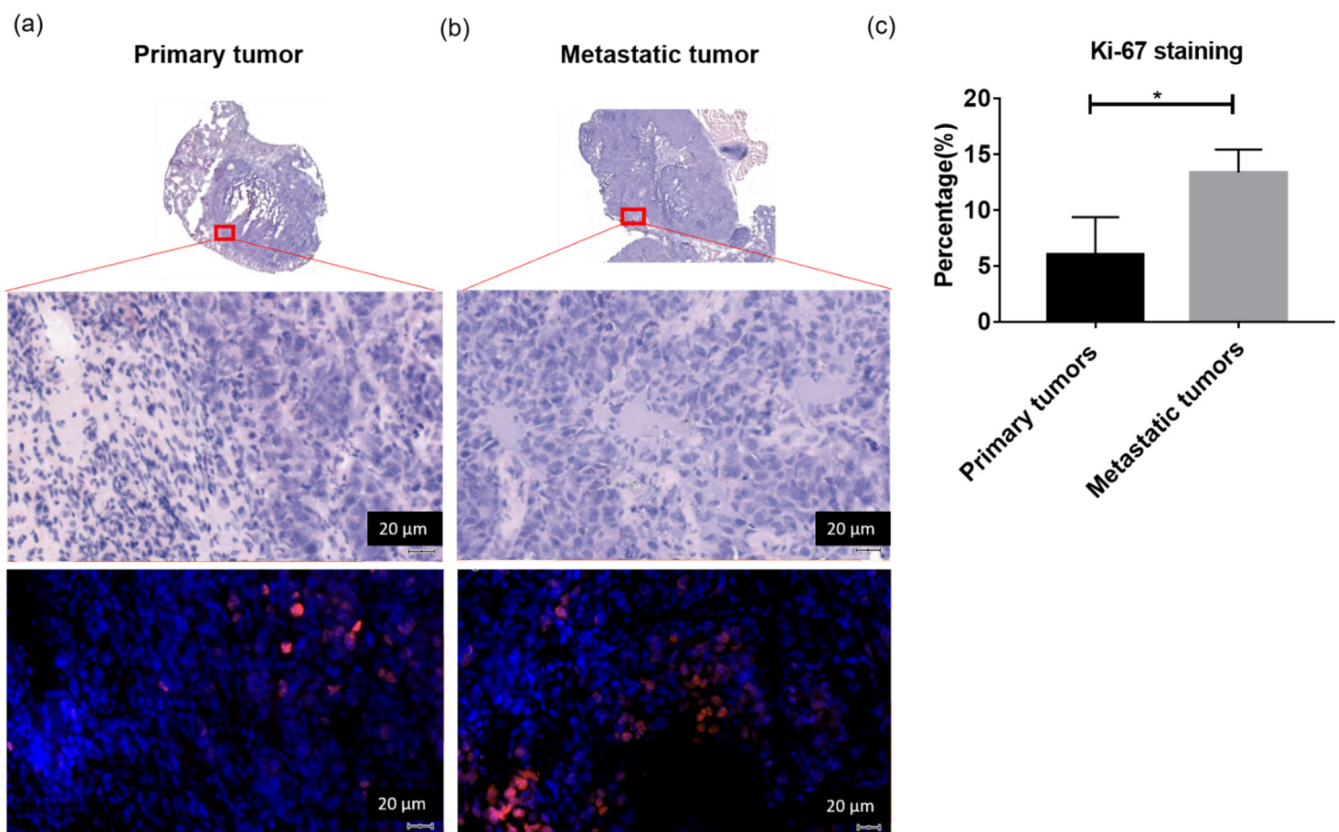 (a)
Primary tumor
20 µm
20 µm
(b)
Metastatic tumor
20 µm
20 µm
(c)
Ki-67 staining
*
Percentage(%)
20
15
10
5
0
Primary tumors
Metastatic tumors